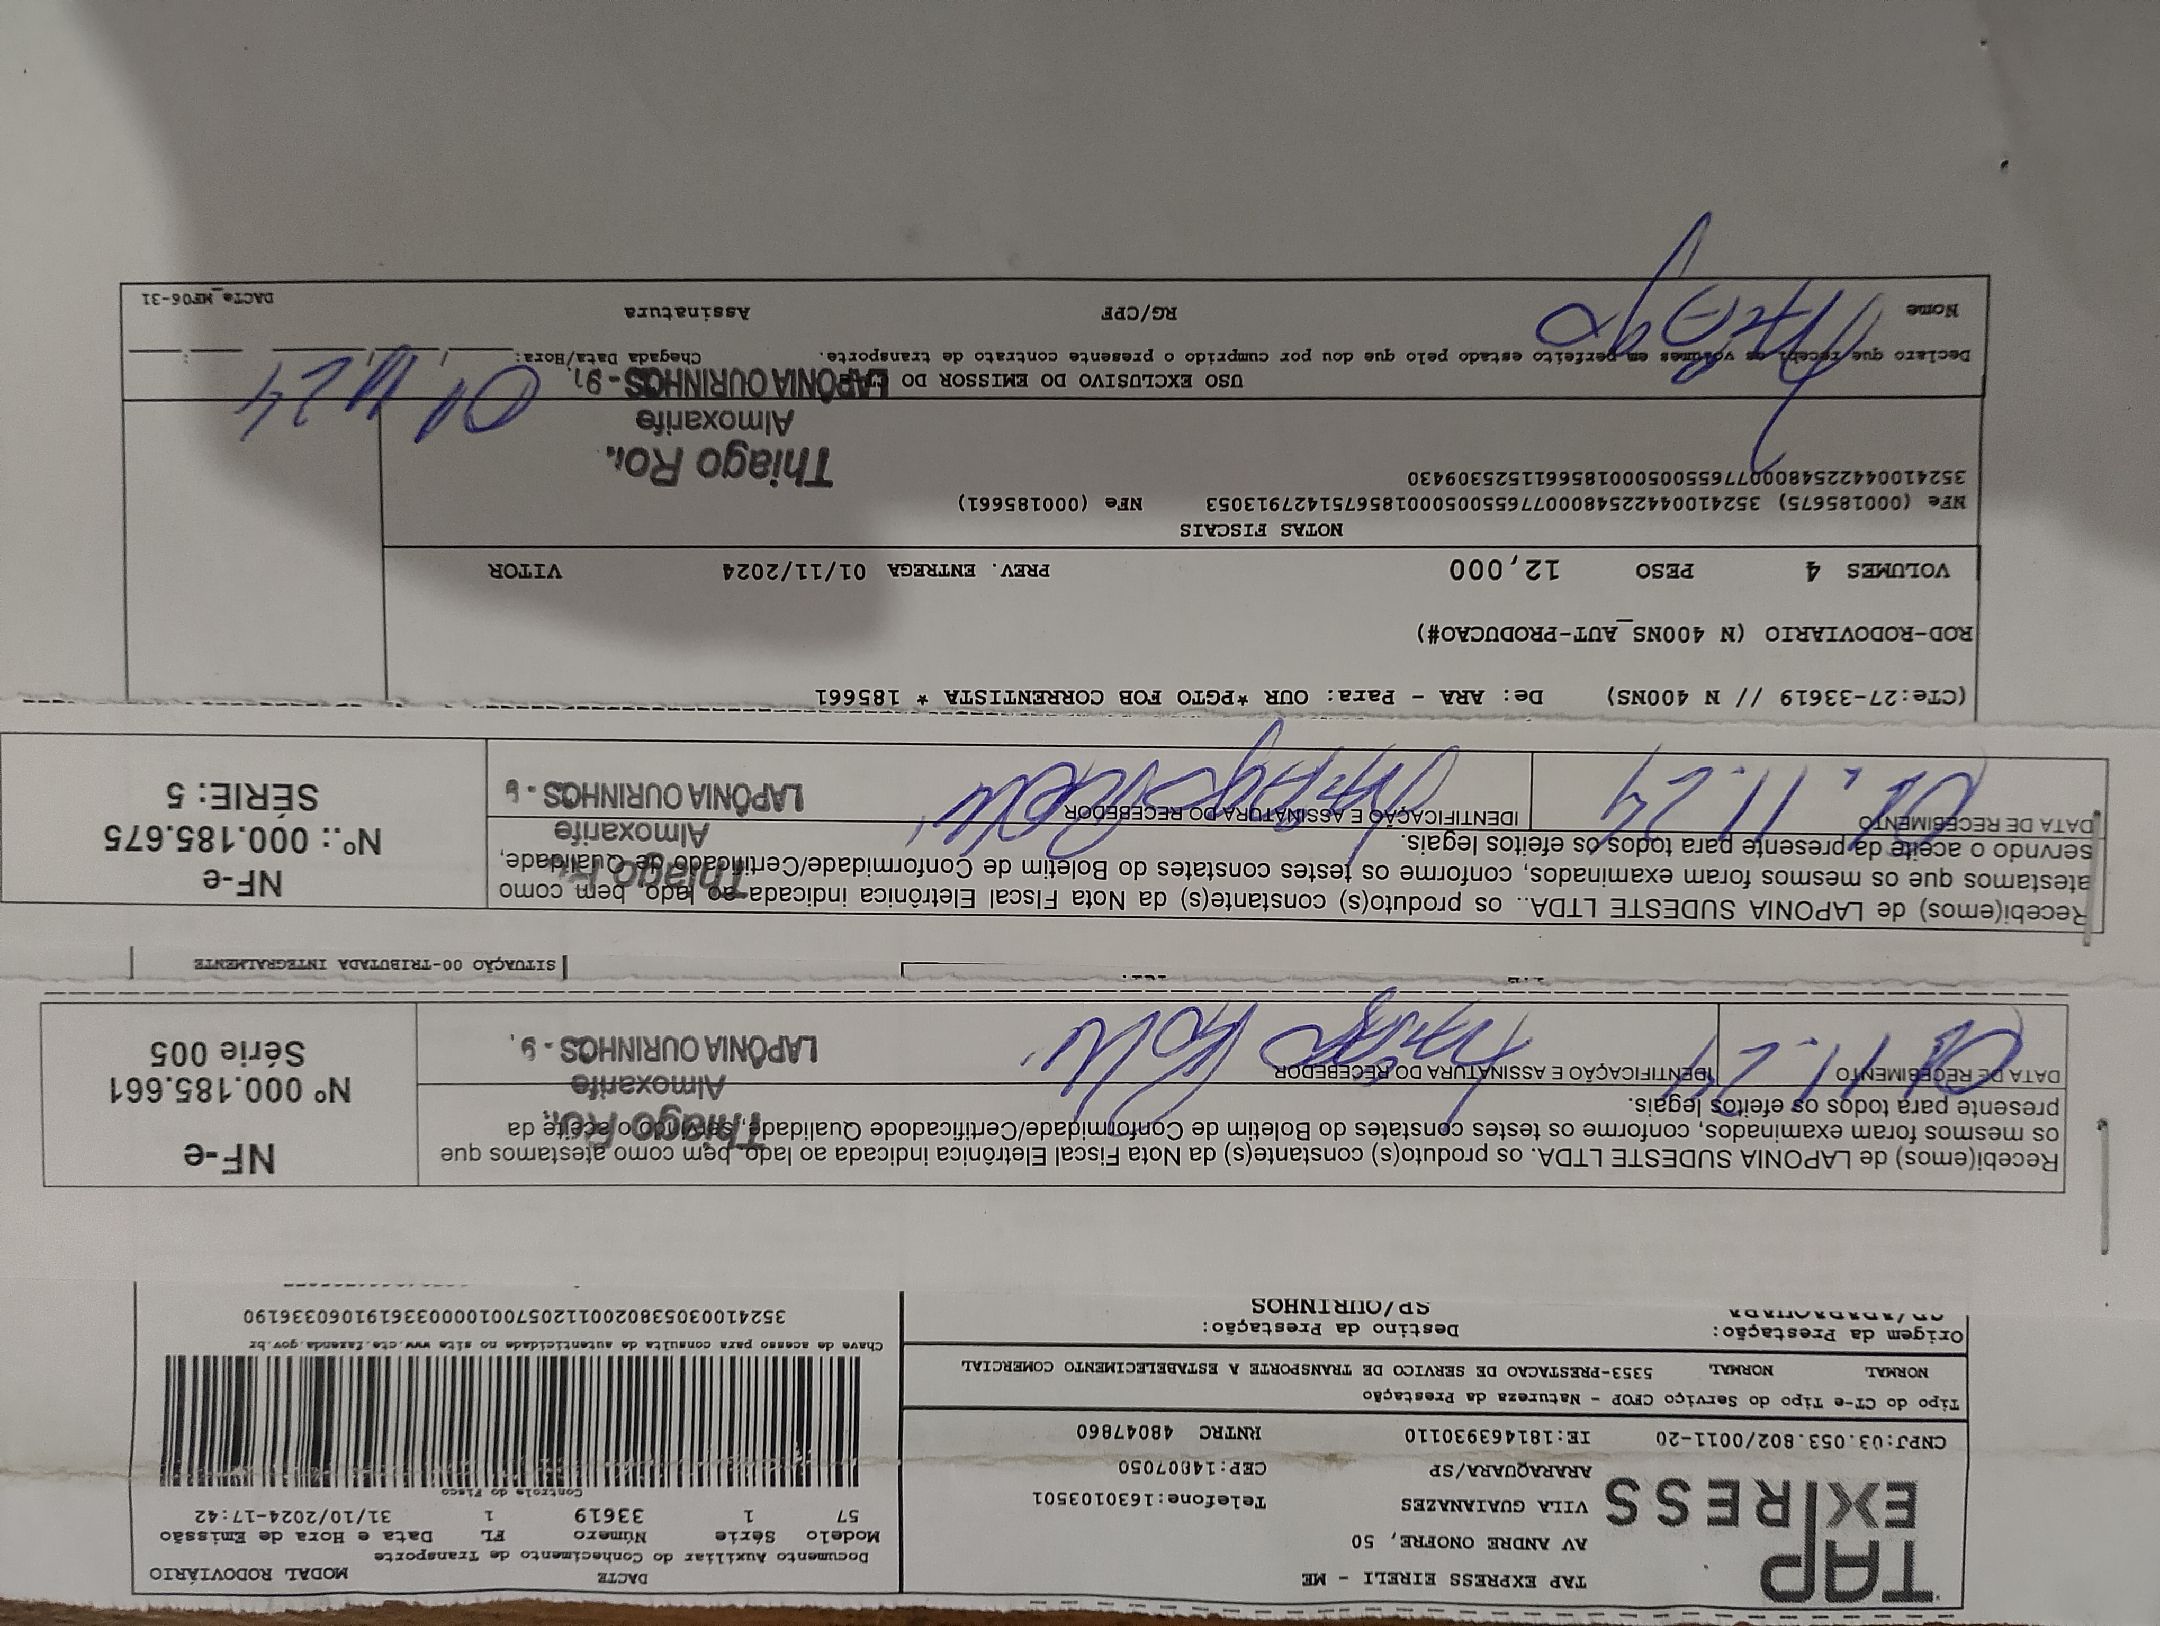 TAP
EXPRESS
TAP EXPRESS EIRELI - ME
AV ANDRE ONOFRE, 50
VILA GUAIANAZES
Telefone:1630103501
ARARAQUARA/SP
CEP:14807050
CNPJ:03.053.802/0011-20 IE:181463930110 RNTRC 48047860
Tipo do CT-e Tipo do Serviço CFOP - Natureza da Prestação
NORMAL NORMAL 5353-PRESTACAO DE SERVICO DE TRANSPORTE A ESTABELECIMENTO COMERCIAL
Origem da Prestação: Destino da Prestação:
SP/OURINHOS
DACTE MODAL RODOVIÁRIO
Documento Auxiliar do Conhecimento de Transporte
Modelo Série Número FL Data e Hora de Emissão
57 1 33619 1 31/10/2024-17:42
Controle do Fisco
Chave de acesso para consulta de autenticidade no site www.cte.fazenda.gov.br
35241003053802001120570010000336191060336190
Recebi(emos) de LAPONIA SUDESTE LTDA. os produto(s) constante(s) da Nota Fiscal Eletrônica indicada ao lado, bem como atestamos que
os mesmos foram examinados, conforme os testes constates do Boletim de Conformidade/Certificadode Qualidade, servindo o aceite da
presente para todos os efeitos legais.
DATA DE RECEBIMENTO IDENTIFICAÇÃO E ASSINATURA DO RECEBEDOR
Thiago
Almoxarife
LAPÔNIA OURINHOS - 9
NF-e
Nº 000.185.661
Série 005
SITUAÇÃO 00-TRIBUTADA INTEGRALMENTE
Recebi(emos) de LAPONIA SUDESTE LTDA.. os produto(s) constante(s) da Nota Fiscal Eletrônica indicada ao lado, bem como
atestamos que os mesmos foram examinados, conforme os testes constates do Boletim de Conformidade/Certificado de Qualidade,
servndo o aceite da presente para todos os efeitos legais.
DATA DE RECEBIMENTO IDENTIFICAÇÃO E ASSINATURA DO RECEBEDOR
01.11.24
Thiago
Almoxarife
LAPÔNIA OURINHOS -
NF-e
Nº.: 000.185.675
SÉRIE: 5
(CTe:27-33619 // N 400NS) De: ARA - Para: OUR *PGTO FOB CORRENTISTA * 185661
ROD-RODOVIARIO (N 400NS_AUT-PRODUCAO#)
VOLUMES 4 PESO 12,000 PREV. ENTREGA 01/11/2024 VITOR
NOTAS FISCAIS
NFe (000185675) 35241004422548000776550050001856751427913053 NFe (000185661)
35241004422548000776550050001856611525309430
Thiago
Almoxarife
LAPÔNIA OURINHOS - 9
01 11 24
USO EXCLUSIVO DO EMISSOR DO
Declaro que recebi os volumes em perfeito estado pelo que dou por cumprido o presente contrato de transporte. Chegada Data/Hora:
Nome RG/CPF Assinatura
DACTe_MF06-31